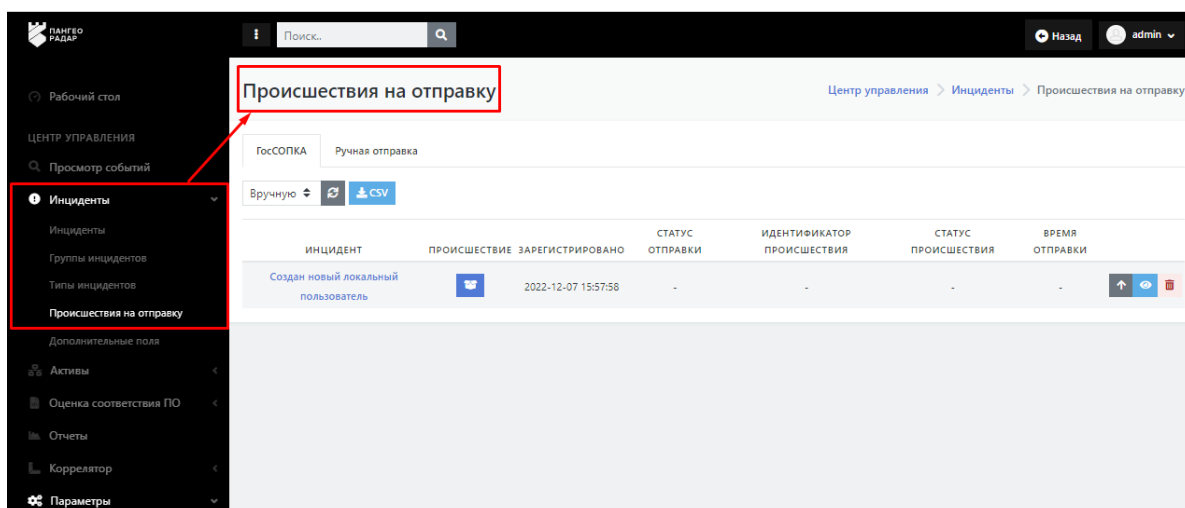 ПАНГЕО
РАДАР
Поиск..
Назад
admin
Рабочий стол
ЦЕНТР УПРАВЛЕНИЯ
Просмотр событий
Инциденты
Инциденты
Группы инцидентов
Типы инцидентов
Происшествия на отправку
Дополнительные поля
Активы
Оценка соответствия ПО
Отчеты
Коррелятор
Параметры
Происшествия на отправку
Центр управления > Инциденты > Происшествия на отправку
ГосСОПКА Ручная отправка
Вручную CSV
ИНЦИДЕНТ ПРОИСШЕСТВИЕ ЗАРЕГИСТРИРОВАНО СТАТУС ОТПРАВКИ ИДЕНТИФИКАТОР ПРОИСШЕСТВИЯ СТАТУС ПРОИСШЕСТВИЯ ВРЕМЯ ОТПРАВКИ
Создан новый локальный пользователь 2022-12-07 15:57:58 - - - -